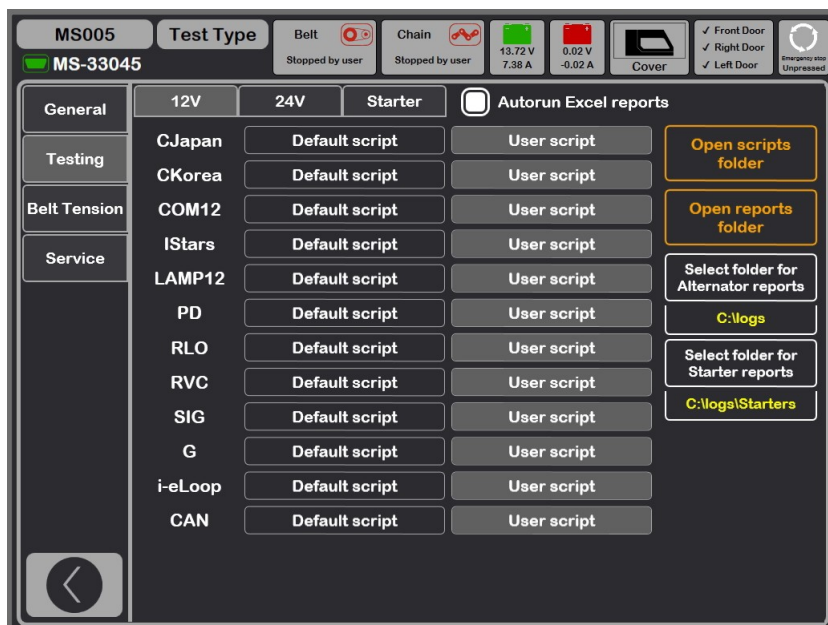 MS005
Test Type
Belt
Stopped by user
Chain
Stopped by user
13.72 V
7.38 A
0.02 V
-0.02 A
Cover
✓ Front Door
✓ Right Door
✓ Left Door
Emergency stop
Unpressed
MS-33045
General
Testing
Belt Tension
Service
12V
24V
Starter
Autorun Excel reports
CJapan Default script User script
CKorea Default script User script
COM12 Default script User script
IStars Default script User script
LAMP12 Default script User script
PD Default script User script
RLO Default script User script
RVC Default script User script
SIG Default script User script
G Default script User script
i-eLoop Default script User script
CAN Default script User script
Open scripts
folder
Open reports
folder
Select folder for
Alternator reports
C:\logs
Select folder for
Starter reports
C:\logs\Starters